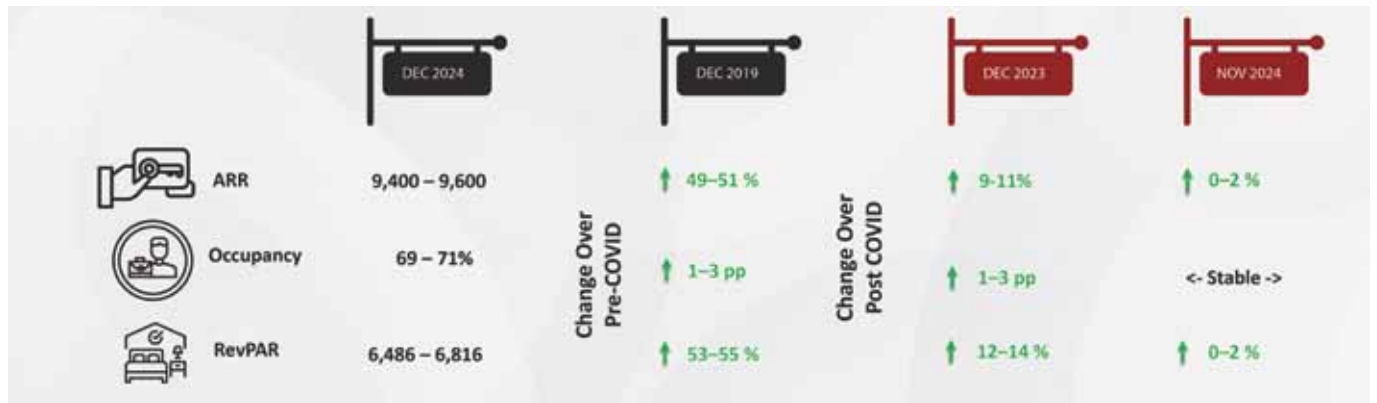 DEC 2024
DEC 2019
DEC 2023
NOV 2024
ARR
9,400 – 9,600
49–51 %
9-11%
0–2 %
Occupancy
69 – 71%
Change Over
Pre-COVID
1–3 pp
Change Over
Post COVID
1–3 pp
<- Stable ->
RevPAR
6,486 – 6,816
53–55 %
12–14 %
0–2 %